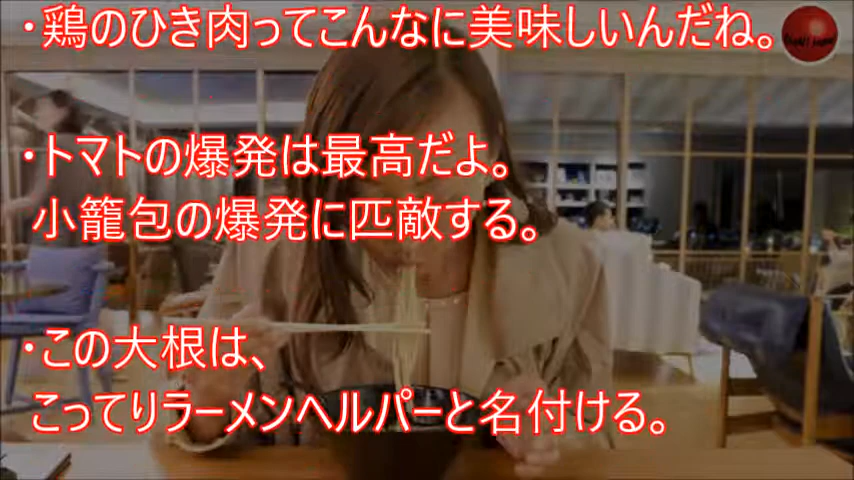 ・鶏のひき肉ってこんなに美味しいんだね。
・トマトの爆発は最高だよ。
小籠包の爆発に匹敵する。
・この大根は、
こってりラーメンヘルパーと名付ける。